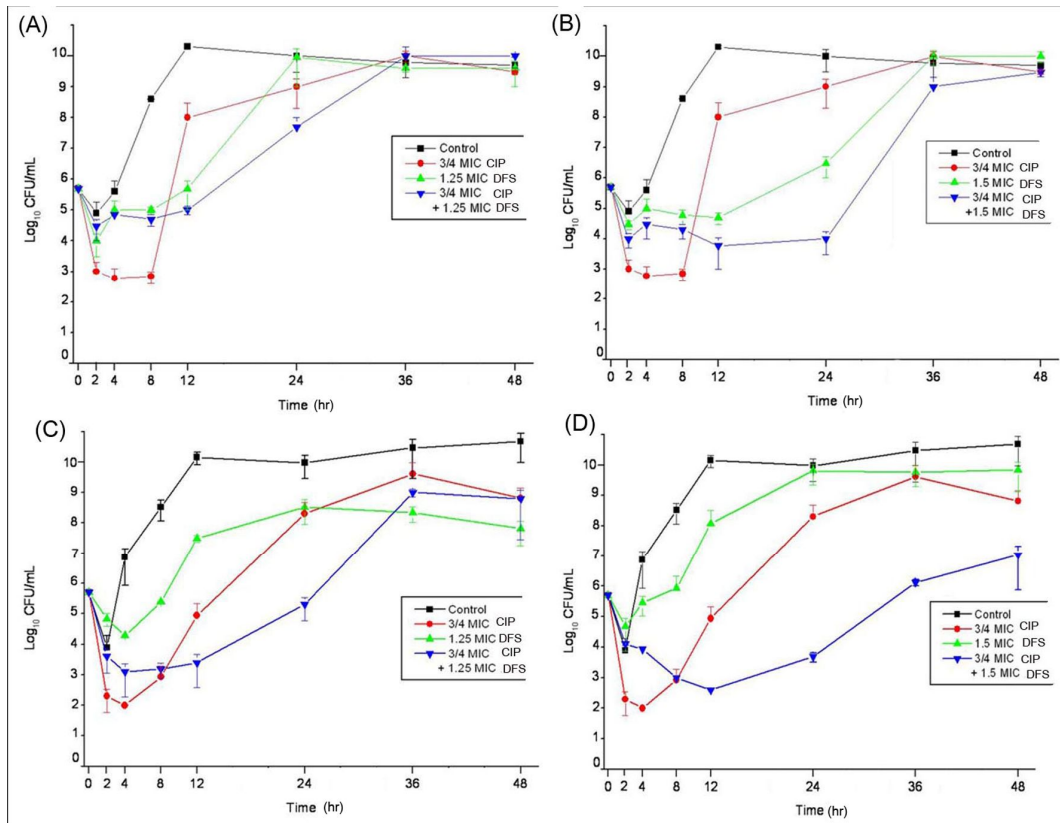 (A)
Log10 CFU/mL
10
9
8
7
6
5
4
3
2
1
0
0 2 4 8 12 24 36 48
Time (hr)
Control
3/4 MIC CIP
1.25 MIC DFS
3/4 MIC CIP
+ 1.25 MIC DFS
(B)
Log10 CFU/mL
10
9
8
7
6
5
4
3
2
1
0
0 2 4 8 12 24 36 48
Time (hr)
Control
3/4 MIC CIP
1.5 MIC DFS
3/4 MIC CIP
+1.5 MIC DFS
(C)
Log10 CFU/mL
10
9
8
7
6
5
4
3
2
1
0
0 2 4 8 12 24 36 48
Time (hr)
Control
3/4 MIC CIP
1.25 MIC DFS
3/4 MIC CIP
+ 1.25 MIC DFS
(D)
Log10 CFU/mL
10
9
8
7
6
5
4
3
2
1
0
0 2 4 8 12 24 36 48
Time (hr)
Control
3/4 MIC CIP
1.5 MIC DFS
3/4 MIC CIP
+ 1.5 MIC DFS